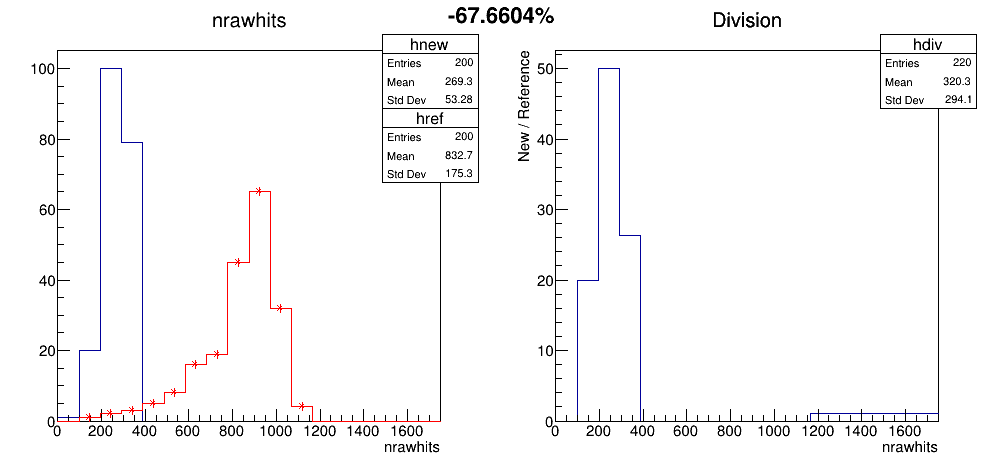 -67.6604%
nrawhits
hnew
Entries 200
Mean 269.3
Std Dev 53.28
href
Entries 200
Mean 832.7
Std Dev 175.3
100
80
60
40
20
0
0 200 400 600 800 1000 1200 1400 1600
nrawhits
Division
hdiv
Entries 220
Mean 320.3
Std Dev 294.1
New / Reference
50
40
30
20
10
0
0 200 400 600 800 1000 1200 1400 1600
nrawhits